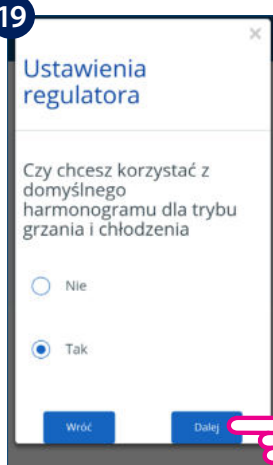 19
×
Ustawienia
regulatora
Czy chcesz korzystać z
domyślnego
harmonogramu dla trybu
grzania i chłodzenia
Nie
Tak
Wróć
Dalej